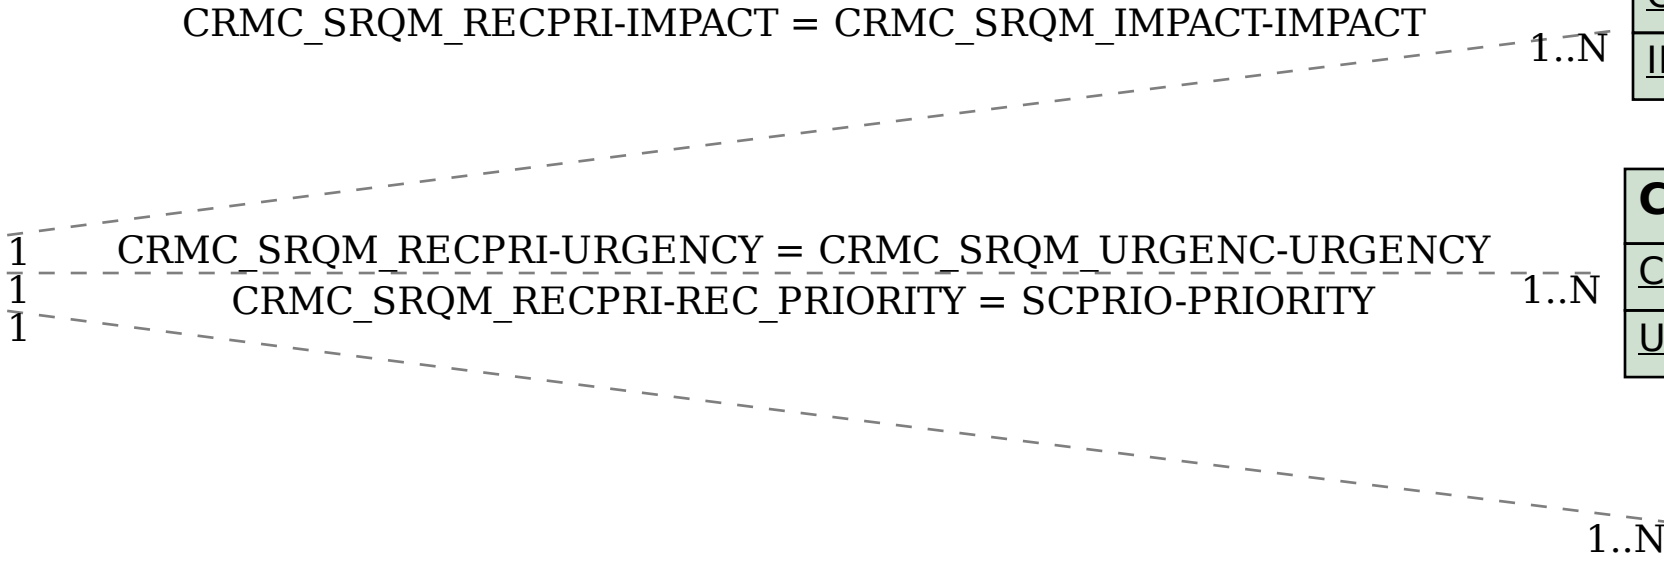 CRMC_SRQM_RECPRI-IMPACT = CRMC_SRQM_IMPACT-IMPACT
1..N
1
CRMC_SRQM_RECPRI-URGENCY = CRMC_SRQM_URGENC-URGENCY
1
CRMC_SRQM_RECPRI-REC_PRIORITY = SCPRIO-PRIORITY
1..N
1
1..N
C
C
U